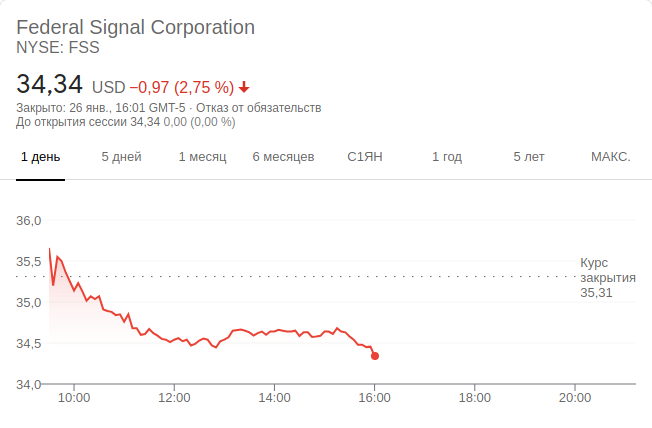 Federal Signal Corporation
NYSE: FSS
34,34 USD −0,97 (2,75 %)
Закрыто: 26 янв., 16:01 GMT-5 · Отказ от обязательств
До открытия сессии 34,34 0,00 (0,00 %)
1 день 5 дней 1 месяц 6 месяцев С1ЯН 1 год 5 лет МАКС.
36,0
35,5
35,0
34,5
34,0
Курс
закрытия
35,31
10:00 12:00 14:00 16:00 18:00 20:00